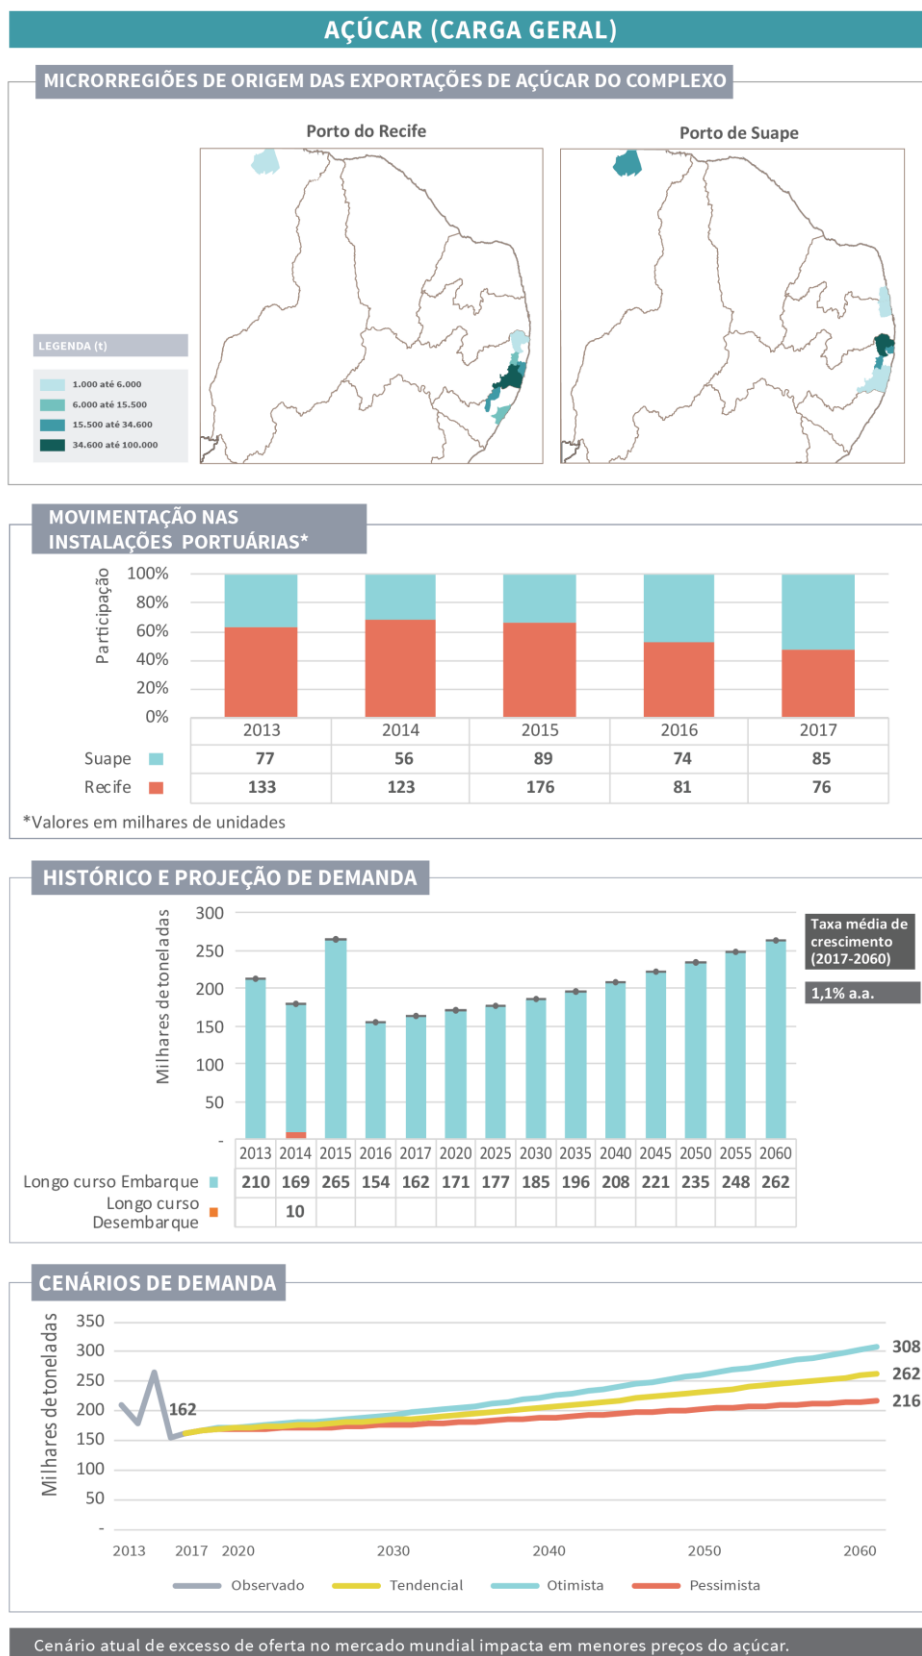 AÇÚCAR (CARGA GERAL)
MICRORREGIÕES DE ORIGEM DAS EXPORTAÇÕES DE AÇÚCAR DO COMPLEXO
Porto do Recife
Porto de Suape
LEGENDA (t)
1.000 até 6.000
6.000 até 15.500
15.500 até 34.600
34.600 até 100.000
MOVIMENTAÇÃO NAS
INSTALAÇÕES PORTUÁRIAS*
Participação
100%
80%
60%
40%
20%
0%
2013 2014 2015 2016 2017
Suape 77 56 89 74 85
Recife 133 123 176 81 76
*Valores em milhares de unidades
HISTÓRICO E PROJEÇÃO DE DEMANDA
Milhares detoneladas
300
250
200
150
100
50
-
Taxa média de
crescimento
(2017-2060)
1,1% a.a.
2013 2014 2015 2016 2017 2020 2025 2030 2035 2040 2045 2050 2055 2060
Longo curso Embarque 210 169 265 154 162 171 177 185 196 208 221 235 248 262
Longo curso
Desembarque
10
CENÁRIOS DE DEMANDA
Milhares detoneladas
350
300
250
200
150
100
50
-
162
308
262
216
2013 2017 2020 2030 2040 2050 2060
Observado Tendencial Otimista Pessimista
Cenário atual de excesso de oferta no mercado mundial impacta em menores preços do açúcar.